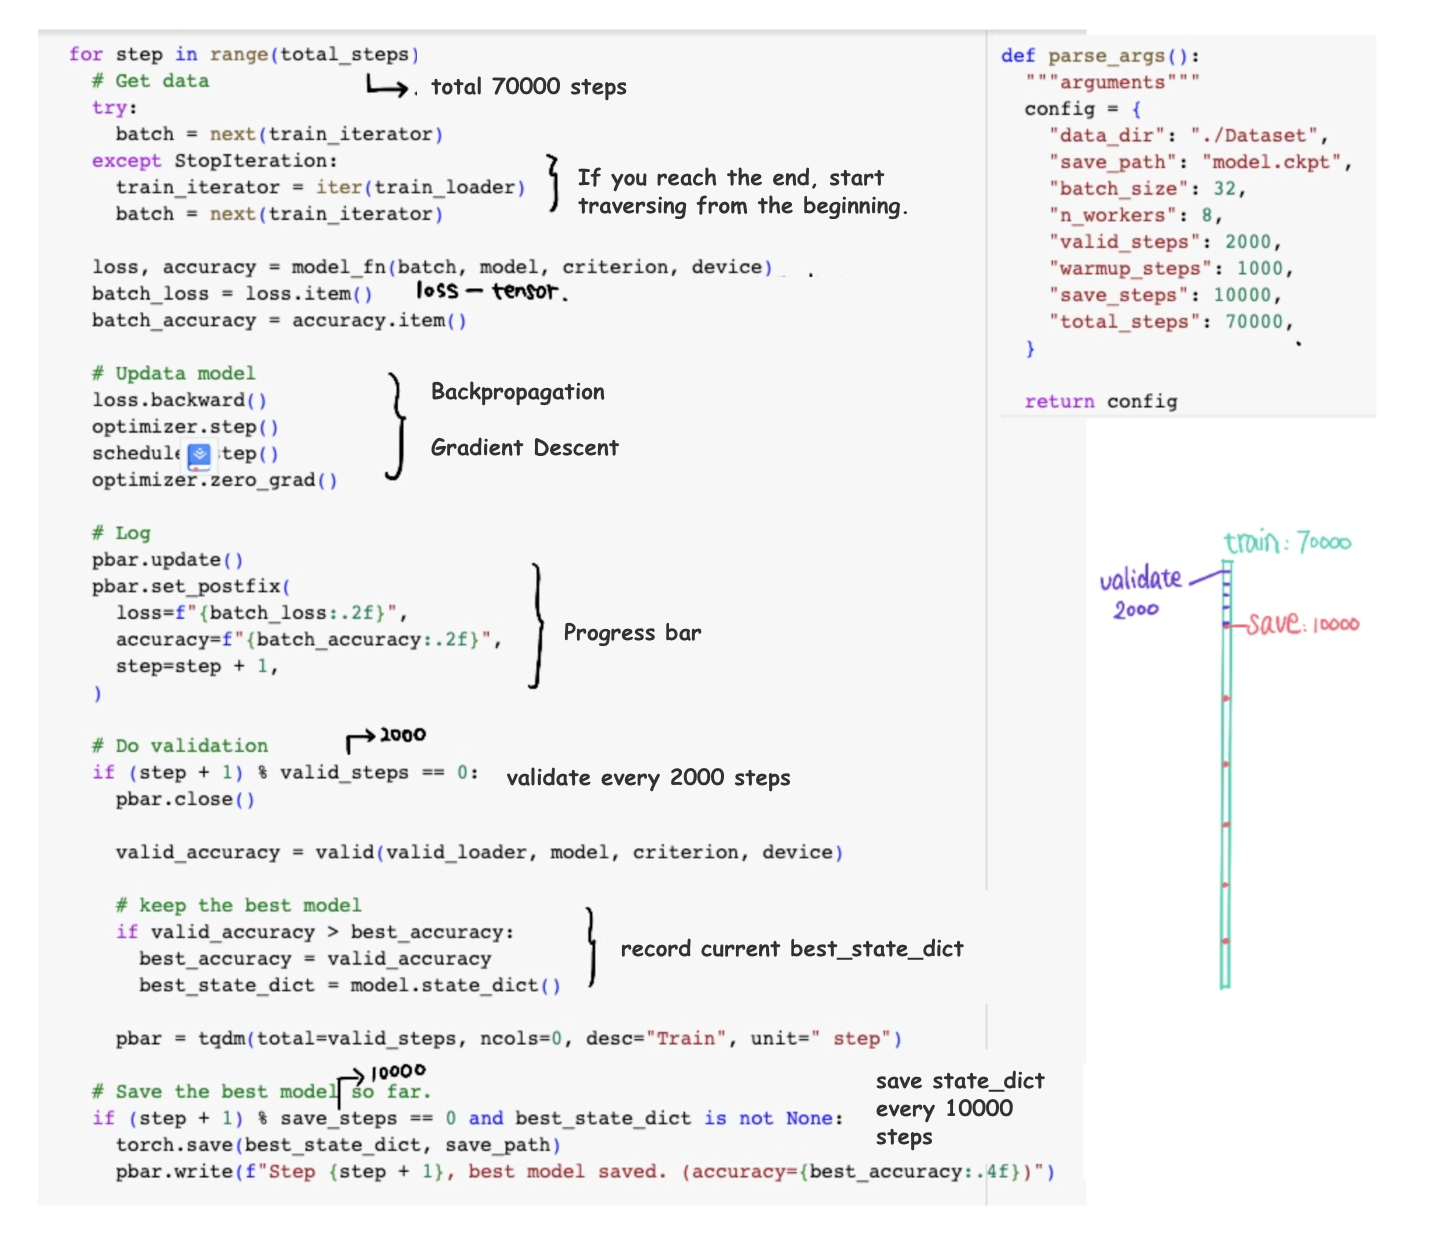 for step in range(total_steps)
# Get data
total 70000 steps
try:
batch = next(train_iterator)
except StopIteration:
train_iterator = iter(train_loader)
batch = next(train_iterator)
If you reach the end, start
traversing from the beginning.
loss, accuracy = model_fn(batch, model, criterion, device)
batch_loss = loss.item()
loss - tensor.
batch_accuracy = accuracy.item()
# Updata model
loss.backward()
optimizer.step()
schedule tep()
optimizer.zero_grad()
Backpropagation
Gradient Descent
# Log
pbar.update()
pbar.set_postfix(
loss=f"{batch_loss:.2f}",
accuracy=f"{batch_accuracy:.2f}",
step=step + 1,
)
Progress bar
# Do validation
2000
if (step + 1) % valid_steps == 0:
validate every 2000 steps
pbar.close()
valid_accuracy = valid(valid_loader, model, criterion, device)
# keep the best model
if valid_accuracy > best_accuracy:
best_accuracy = valid_accuracy
best_state_dict = model.state_dict()
record current best_state_dict
pbar = tqdm(total=valid_steps, ncols=0, desc="Train", unit=" step")
10000
# Save the best model so far.
if (step + 1) % save_steps == 0 and best_state_dict is not None:
torch.save(best_state_dict, save_path)
pbar.write(f"Step {step + 1}, best model saved. (accuracy={best_accuracy:.4f})")
save state_dict
every 10000
steps
def parse_args():
"""arguments"""
config = {
"data_dir": "./Dataset",
"save_path": "model.ckpt",
"batch_size": 32,
"n_workers": 8,
"valid_steps": 2000,
"warmup_steps": 1000,
"save_steps": 10000,
"total_steps": 70000,
}
return config
train: 70000
validate
2000
save: 10000